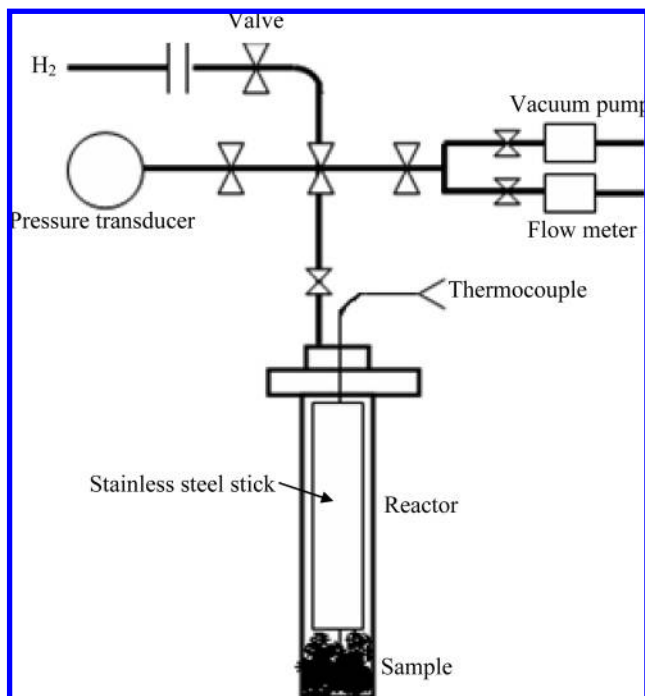 Valve
H₂
Vacuum pump
Pressure transducer
Flow meter
Thermocouple
Stainless steel stick
Reactor
Sample